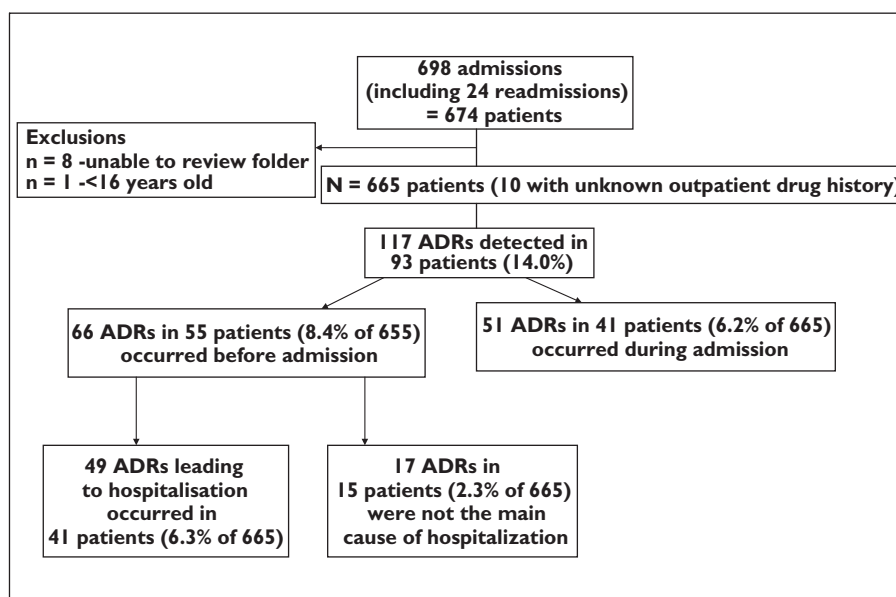 698 admissions
(including 24 readmissions)
= 674 patients
Exclusions
n = 8 -unable to review folder
n = 1 -<16 years old
N = 665 patients (10 with unknown outpatient drug history)
117 ADRs detected in
93 patients (14.0%)
66 ADRs in 55 patients (8.4% of 655)
occurred before admission
51 ADRs in 41 patients (6.2% of 665)
occurred during admission
49 ADRs leading
to hospitalisation
occurred in
41 patients (6.3% of 665)
17 ADRs in
15 patients (2.3% of 665)
were not the main
cause of hospitalization